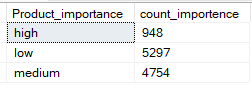 Product_importance count_importence
high 948
low 5297
medium 4754